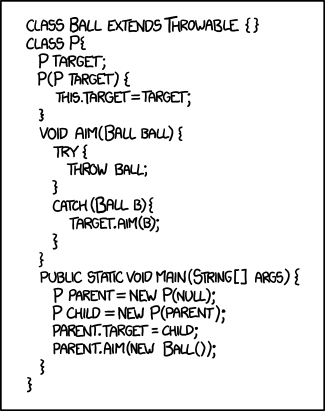 CLASS BALL EXTENDS THROWABLE {}
CLASS P{
P TARGET;
P(P TARGET) {
THIS.TARGET = TARGET;
}
VOID AIM(BALL BALL) {
TRY {
THROW BALL;
}
CATCH (BALL B){
TARGET.AIM(B);
}
}
PUBLIC STATIC VOID MAIN(STRING[] ARGS) {
P PARENT = NEW P(NULL);
P CHILD = NEW P(PARENT);
PARENT.TARGET = CHILD;
PARENT.AIM(NEW BALL());
}
}